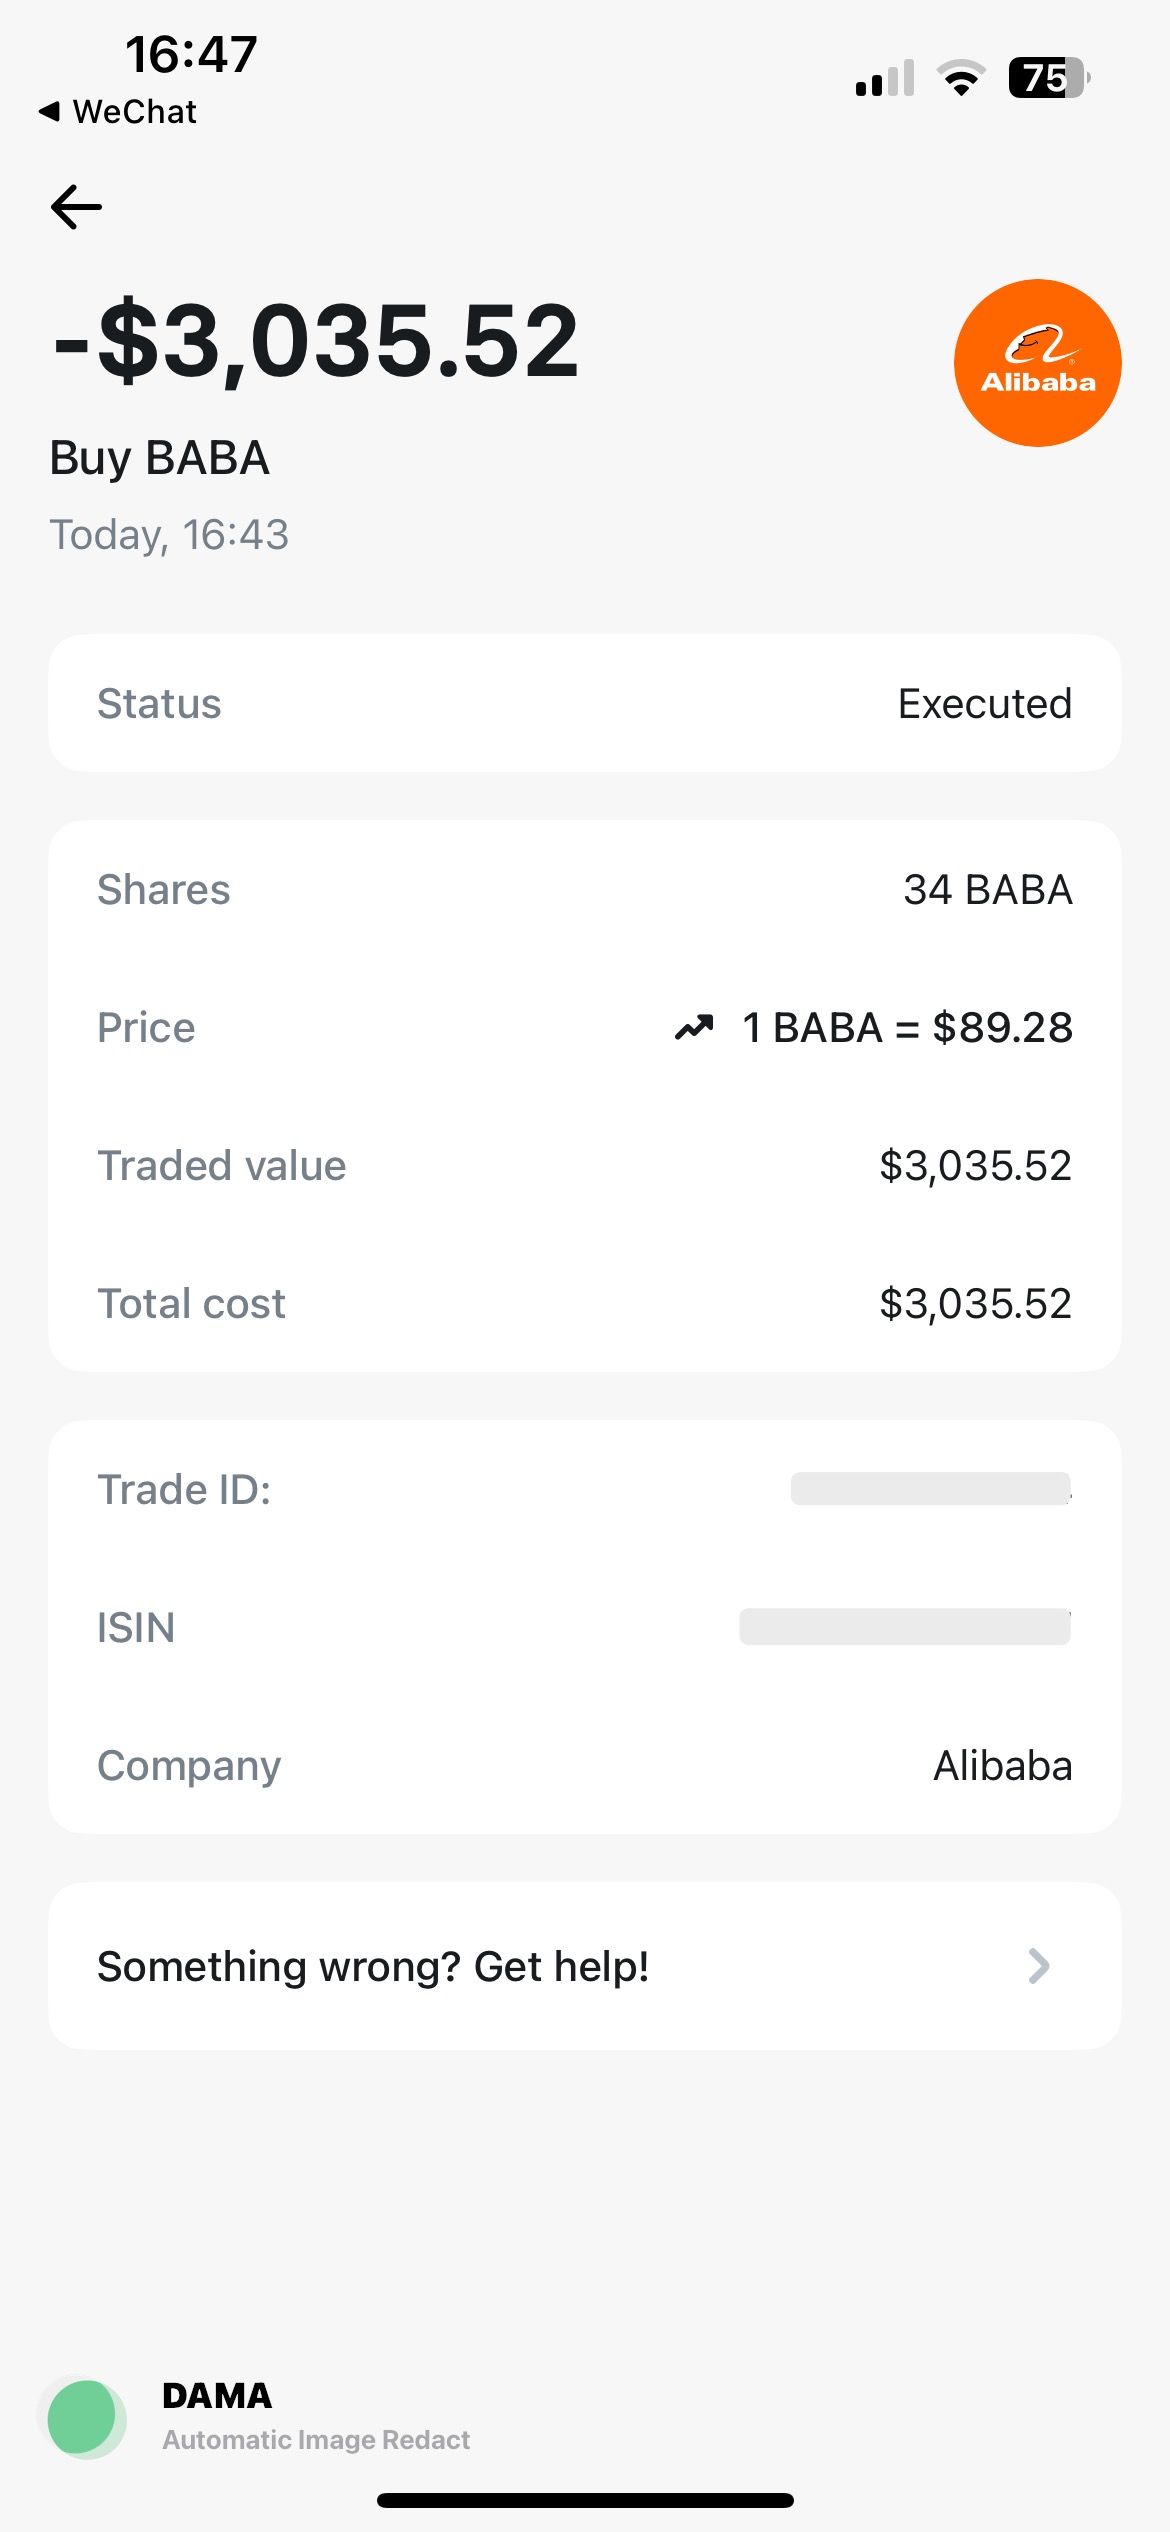 16:47
◀ WeChat
75
-$3,035.52
Alibaba
Buy BABA
Today, 16:43
Status Executed
Shares 34 BABA
Price 1 BABA = $89.28
Traded value $3,035.52
Total cost $3,035.52
Trade ID:
ISIN
Company Alibaba
Something wrong? Get help!
DAMA
Automatic Image Redact